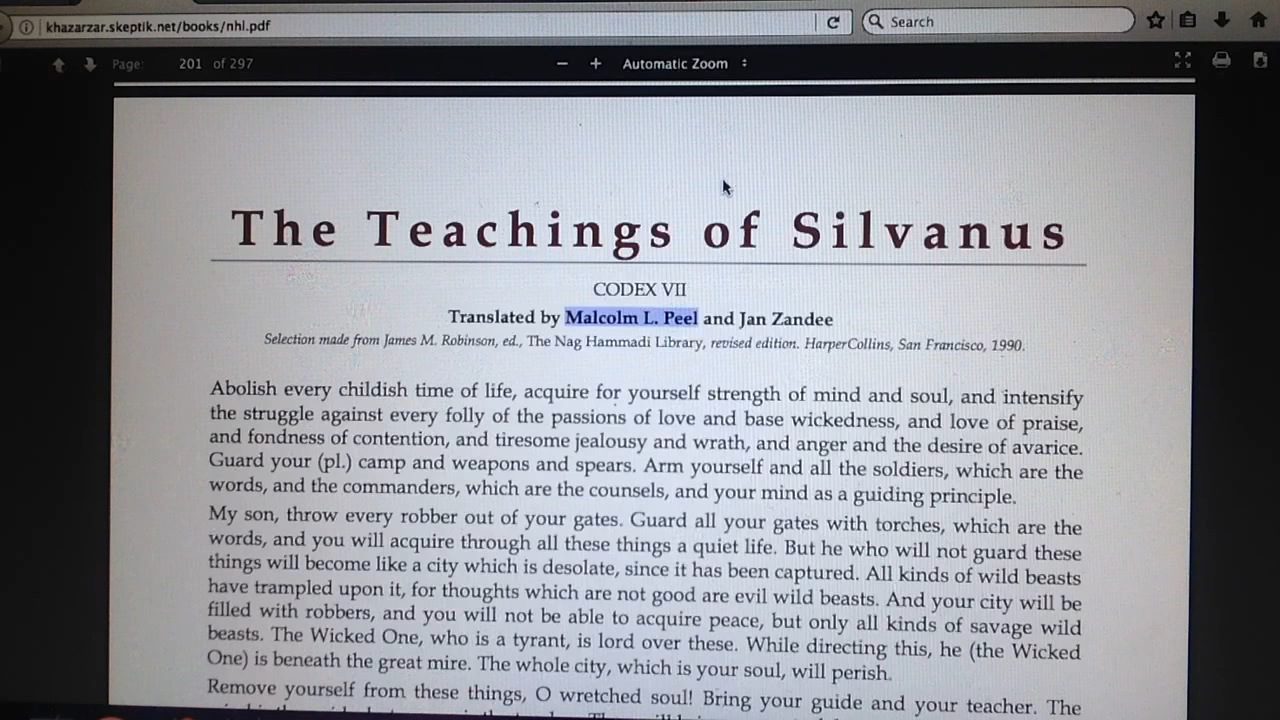 khazarzar.skeptik.net/books/nhl.pdf
Search
Page: 201 of 297
Automatic Zoom
The Teachings of Silvanus
CODEX VII
Translated by Malcolm L. Peel and Jan Zandee
Selection made from James M. Robinson, ed., The Nag Hammadi Library, revised edition. HarperCollins, San Francisco, 1990.
Abolish every childish time of life, acquire for yourself strength of mind and soul, and intensify
the struggle against every folly of the passions of love and base wickedness, and love of praise,
and fondness of contention, and tiresome jealousy and wrath, and anger and the desire of avarice.
Guard your (pl.) camp and weapons and spears. Arm yourself and all the soldiers, which are the
words, and the commanders, which are the counsels, and your mind as a guiding principle.
My son, throw every robber out of your gates. Guard all your gates with torches, which are the
words, and you will acquire through all these things a quiet life. But he who will not guard these
things will become like a city which is desolate, since it has been captured. All kinds of wild beasts
have trampled upon it, for thoughts which are not good are evil wild beasts. And your city will be
filled with robbers, and you will not be able to acquire peace, but only all kinds of savage wild
beasts. The Wicked One, who is a tyrant, is lord over these. While directing this, he (the Wicked
One) is beneath the great mire. The whole city, which is your soul, will perish.
Remove yourself from these things, O wretched soul! Bring your guide and your teacher. The